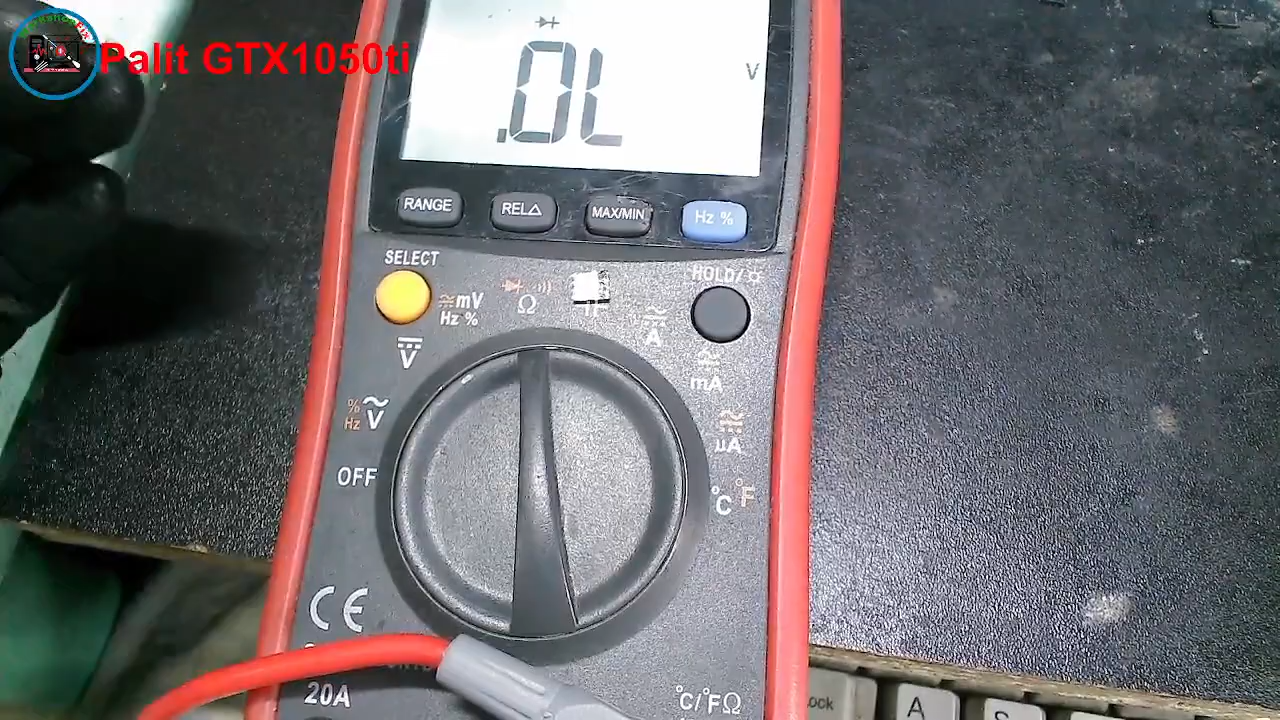 Palit GTX1050ti
.0L
V
RANGE
REL△
MAX/MIN
Hz %
SELECT
HOLD/
mV
Hz %
Ω
V
A
mA
%
Hz
V
µA
OFF
°C °F
CE
20A
°C/°FΩ
A
S